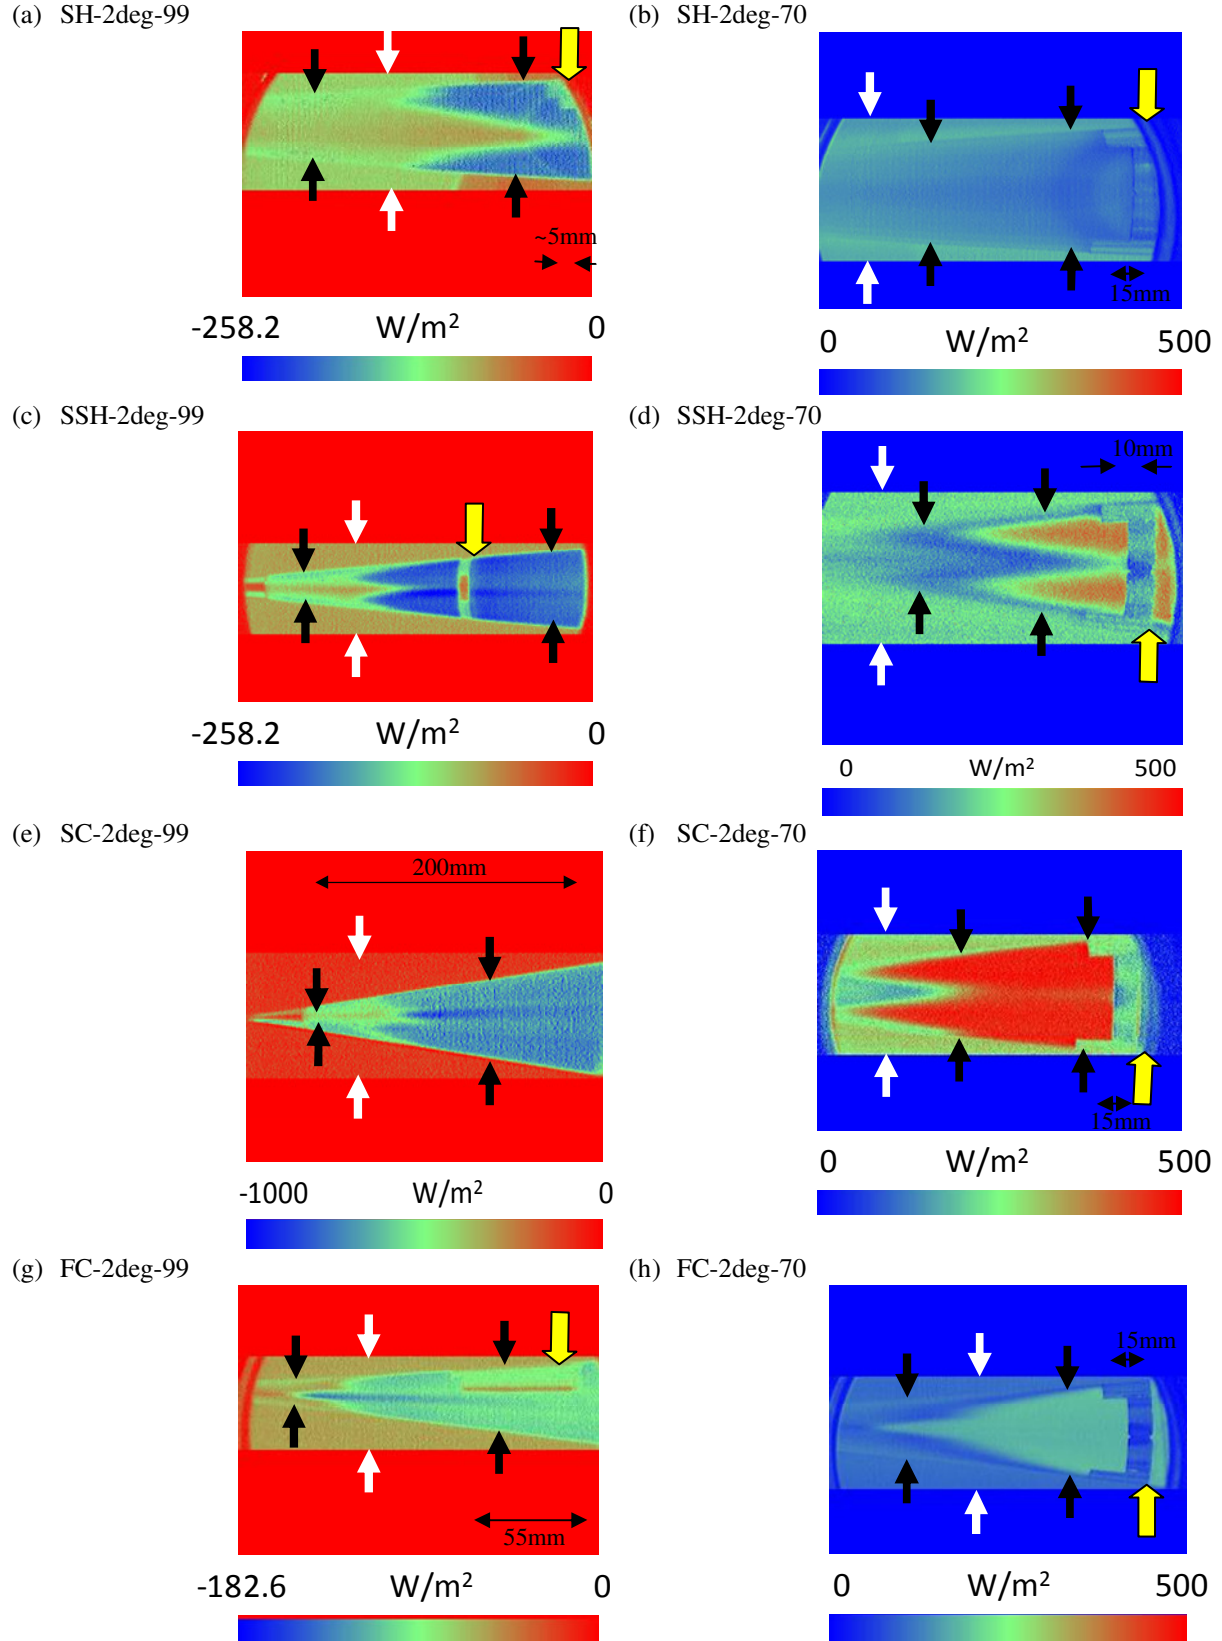 (a) SH-2deg-99
(b) SH-2deg-70
~5mm
15mm
-258.2 W/m² 0
0 W/m² 500
(c) SSH-2deg-99
(d) SSH-2deg-70
10mm
-258.2 W/m² 0
0 W/m² 500
(e) SC-2deg-99
(f) SC-2deg-70
200mm
15mm
-1000 W/m² 0
0 W/m² 500
(g) FC-2deg-99
(h) FC-2deg-70
15mm
55mm
-182.6 W/m² 0
0 W/m² 500